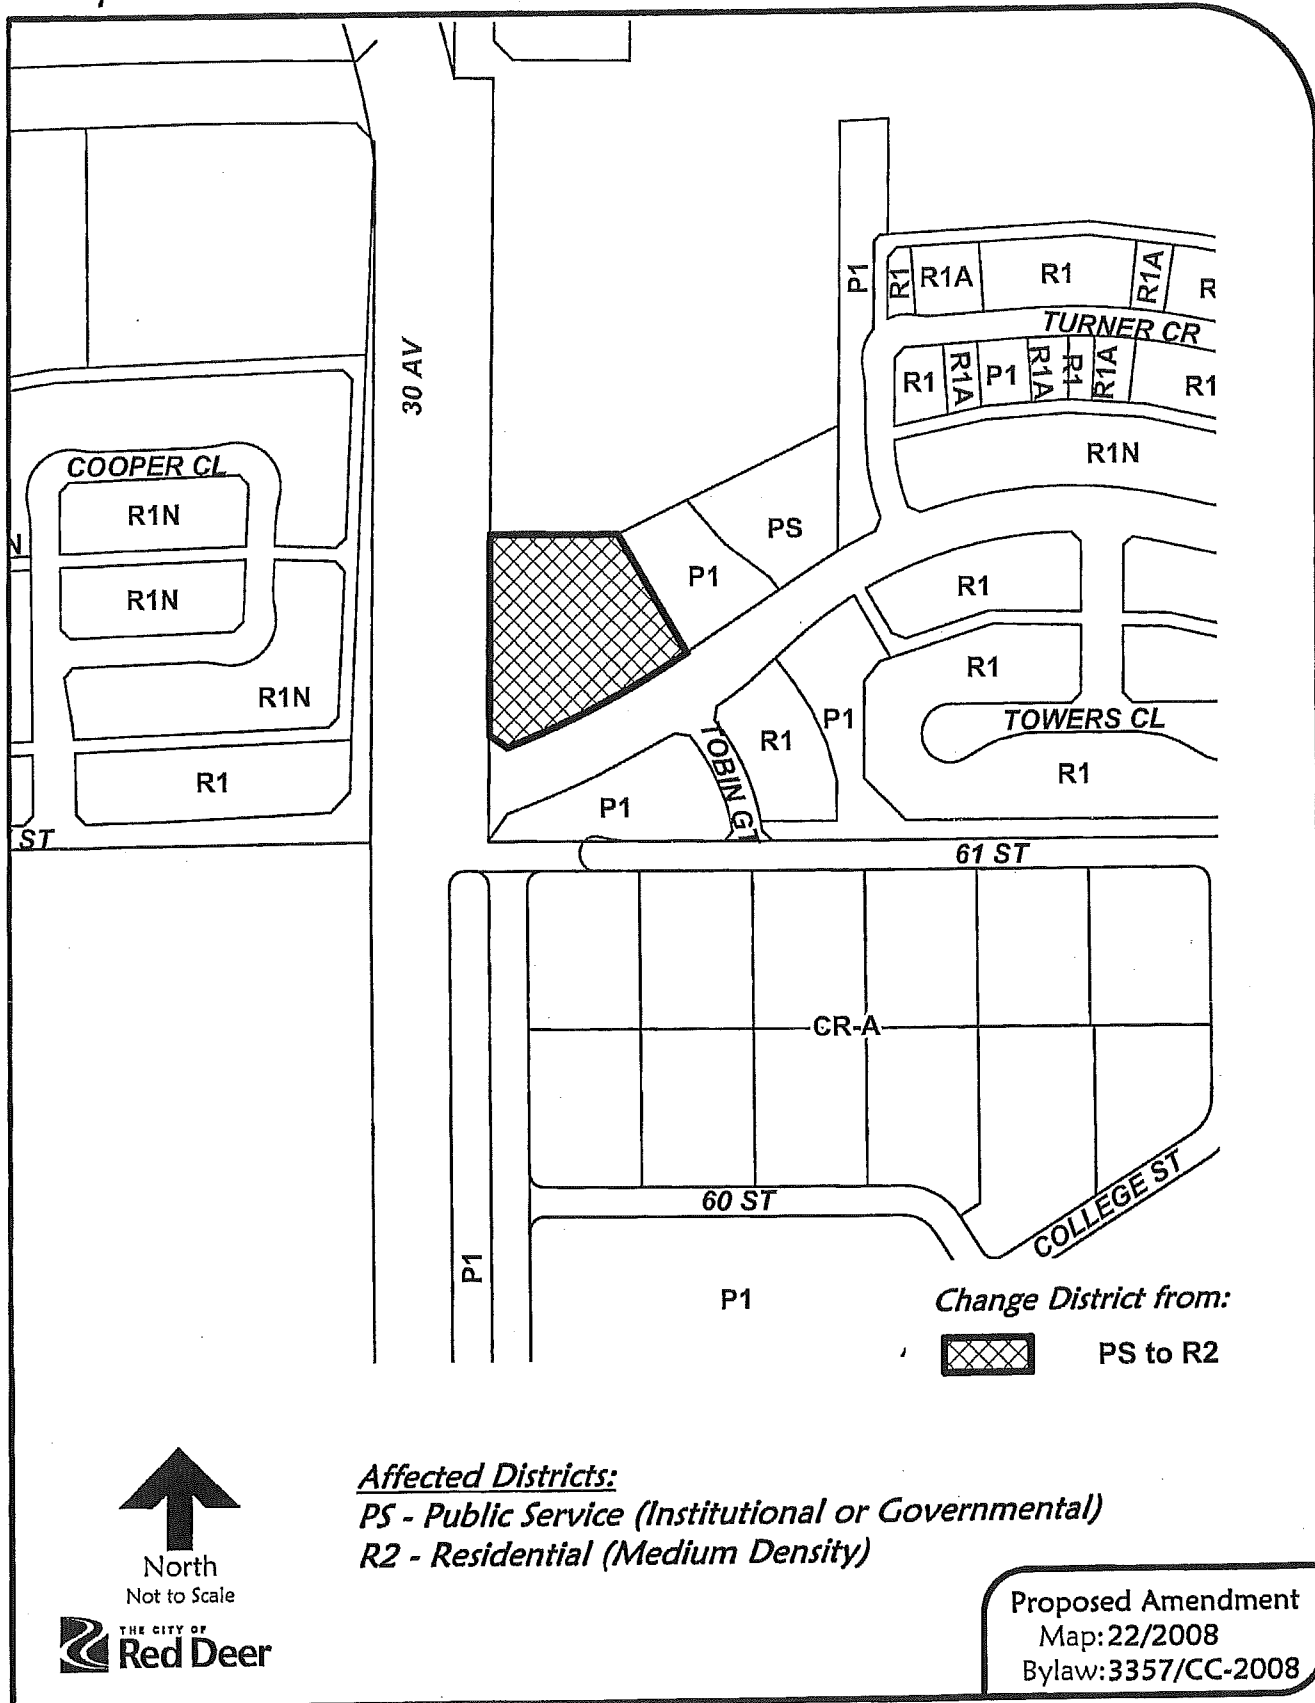 P1
R1
R1A
R1
R1A
R
TURNER CR
30 AV
R1
R1A
P1
R1A
R1
R1A
R1
COOPER CL
R1N
R1N
PS
N
P1
R1
R1N
R1
R1N
P1
TOWERS CL
R1
TOBIN GT
R1
R1
P1
ST
61 ST
CR-A
60 ST
COLLEGE ST
P1
P1
Change District from:
PS to R2
Affected Districts:
PS - Public Service (Institutional or Governmental)
R2 - Residential (Medium Density)
North
Not to Scale
THE CITY OF
Red Deer
Proposed Amendment
Map:22/2008
Bylaw:3357/CC-2008